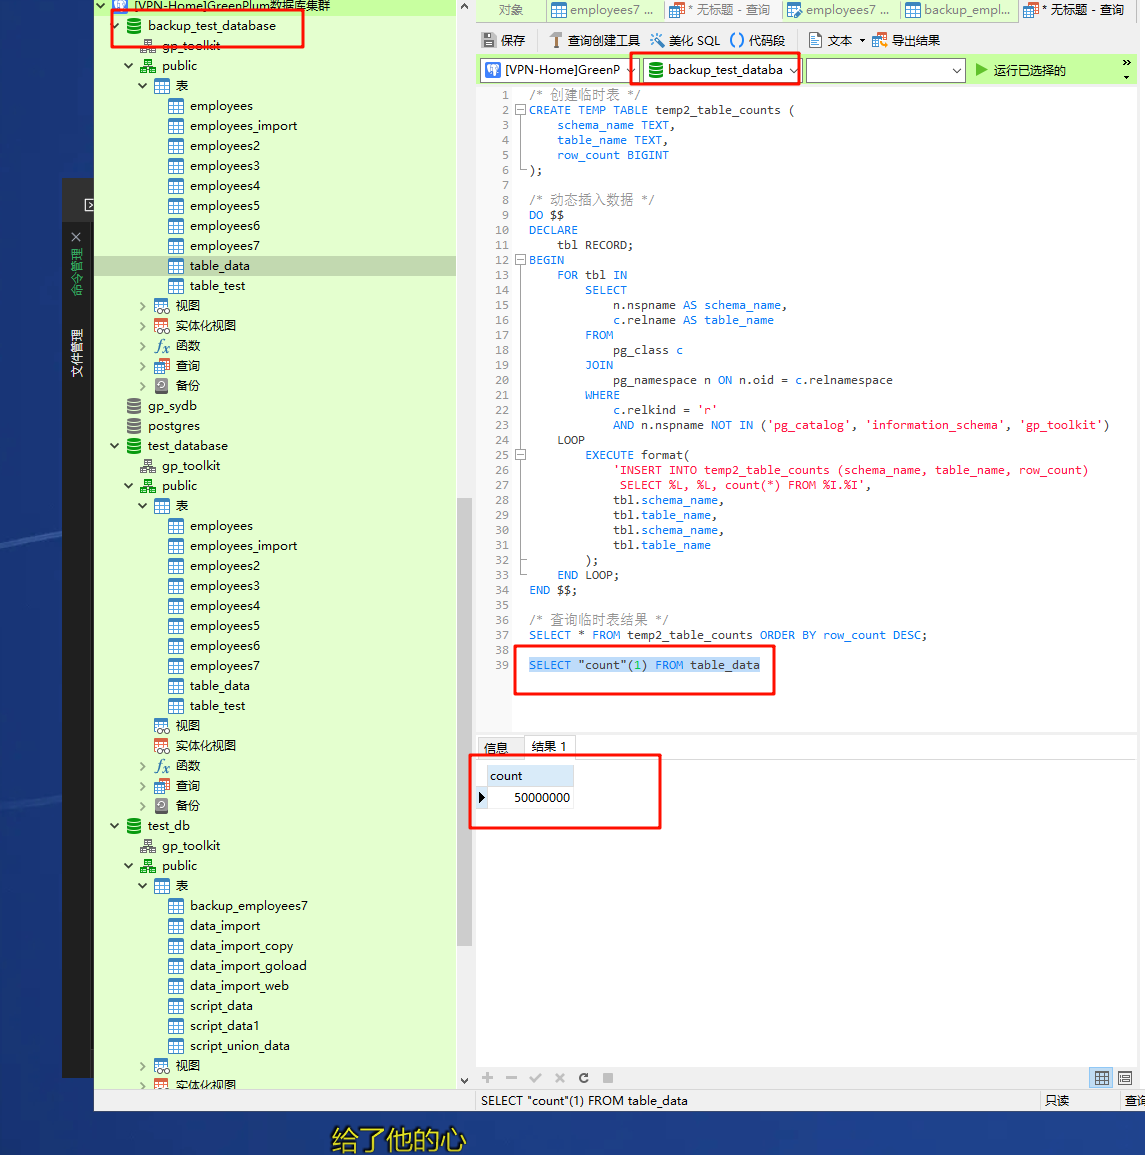 [VPN-Home]GreenPlum数据库集群
backup_test_database
gp_toolkit
public
表
employees
employees_import
employees2
employees3
employees4
employees5
employees6
employees7
table_data
table_test
视图
实体化视图
函数
查询
备份
gp_sydb
postgres
test_database
gp_toolkit
public
表
employees
employees_import
employees2
employees3
employees4
employees5
employees6
employees7
table_data
table_test
视图
实体化视图
函数
查询
备份
test_db
gp_toolkit
public
表
backup_employees7
data_import
data_import_copy
data_import_goload
data_import_web
script_data
script_data1
script_union_data
视图
实体化视图
命令管理
文件管理
对象 employees7 ... * 无标题 - 查询 employees7 ... backup_empl... * 无标题 - 查询
保存 查询创建工具 美化 SQL () 代码段 文本 导出结果
[VPN-Home]GreenP backup_test_databa 运行已选择的
1 /* 创建临时表 */
2 CREATE TEMP TABLE temp2_table_counts (
3 schema_name TEXT,
4 table_name TEXT,
5 row_count BIGINT
6 );
7
8 /* 动态插入数据 */
9 DO $$
10 DECLARE
11 tbl RECORD;
12 BEGIN
13 FOR tbl IN
14 SELECT
15 n.nspname AS schema_name,
16 c.relname AS table_name
17 FROM
18 pg_class c
19 JOIN
20 pg_namespace n ON n.oid = c.relnamespace
21 WHERE
22 c.relkind = 'r'
23 AND n.nspname NOT IN ('pg_catalog', 'information_schema', 'gp_toolkit')
24 LOOP
25 EXECUTE format(
26 'INSERT INTO temp2_table_counts (schema_name, table_name, row_count)
27 SELECT %L, %L, count(*) FROM %I.%I',
28 tbl.schema_name,
29 tbl.table_name,
30 tbl.schema_name,
31 tbl.table_name
32 );
33 END LOOP;
34 END $$;
35
36 /* 查询临时表结果 */
37 SELECT * FROM temp2_table_counts ORDER BY row_count DESC;
38
39 SELECT "count"(1) FROM table_data
信息 结果 1
count
50000000
SELECT "count"(1) FROM table_data 只读 查询
给了他的心